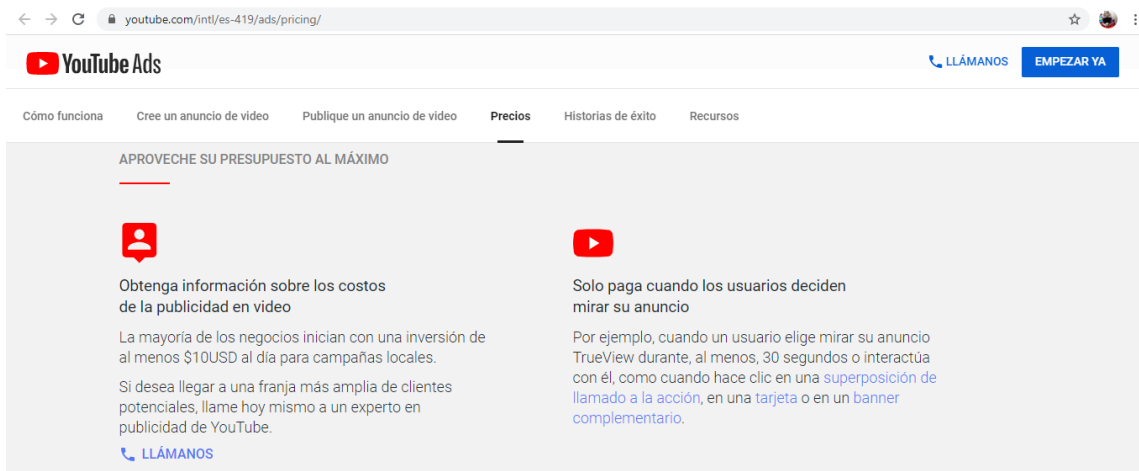 youtube.com/intl/es-419/ads/pricing/
YouTube Ads
LLÁMANOS
EMPEZAR YA
Cómo funciona
Cree un anuncio de video
Publique un anuncio de video
Precios
Historias de éxito
Recursos
APROVECHE SU PRESUPUESTO AL MÁXIMO
Obtenga información sobre los costos
de la publicidad en video
La mayoría de los negocios inician con una inversión de
al menos $10USD al día para campañas locales.
Si desea llegar a una franja más amplia de clientes
potenciales, llame hoy mismo a un experto en
publicidad de YouTube.
LLÁMANOS
Solo paga cuando los usuarios deciden
mirar su anuncio
Por ejemplo, cuando un usuario elige mirar su anuncio
TrueView durante, al menos, 30 segundos o interactúa
con él, como cuando hace clic en una superposición de
llamado a la acción, en una tarjeta o en un banner
complementario.